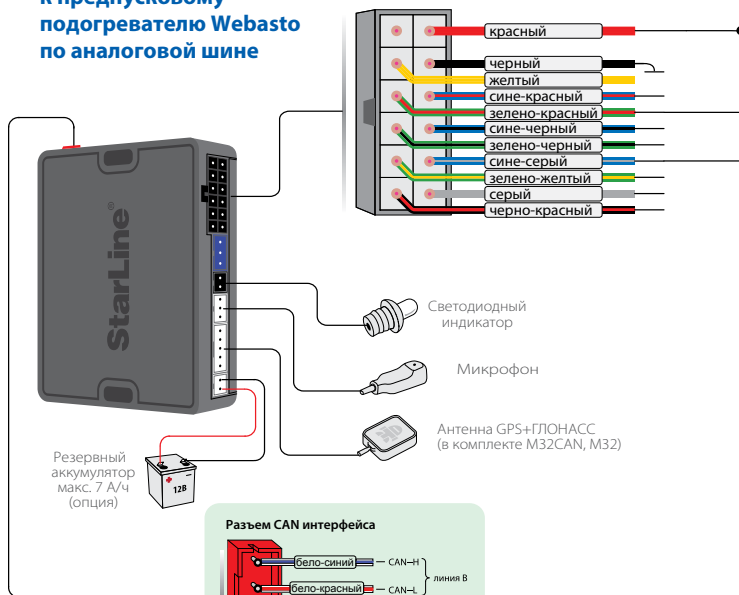 к предпусковому
подогревателю Webasto
по аналоговой шине
красный
черный
желтый
сине-красный
зелено-красный
сине-черный
зелено-черный
сине-серый
зелено-желтый
серый
черно-красный
StarLine®
Светодиодный
индикатор
Микрофон
Антенна GPS+ГЛОНАСС
(в комплекте M32CAN, M32)
Резервный
аккумулятор
макс. 7 А/ч
(опция)
12В
Разъем CAN интерфейса
бело-синий
CAN-H
бело-красный
CAN-L
линия В